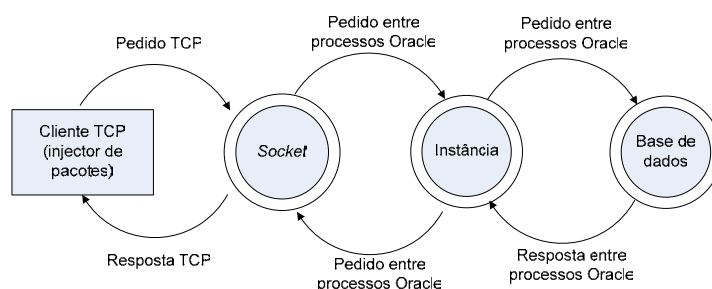 Pedido TCP
Pedido entre
processos Oracle
Pedido entre
processos Oracle
Cliente TCP
(injector de
pacotes)
Socket
Instância
Base de
dados
Resposta TCP
Pedido entre
processos Oracle
Resposta entre
processos Oracle